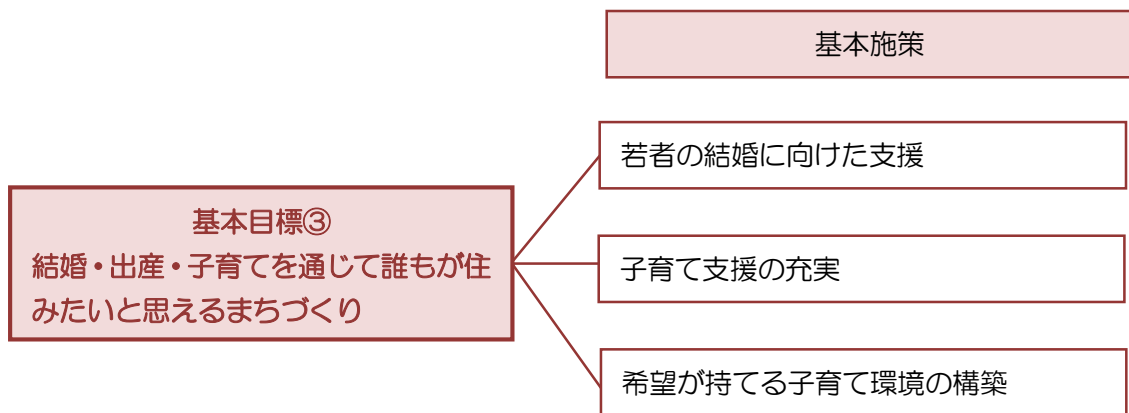 基本施策
若者の結婚に向けた支援
基本目標③
結婚・出産・子育てを通じて誰もが住
みたいと思えるまちづくり
子育て支援の充実
希望が持てる子育て環境の構築